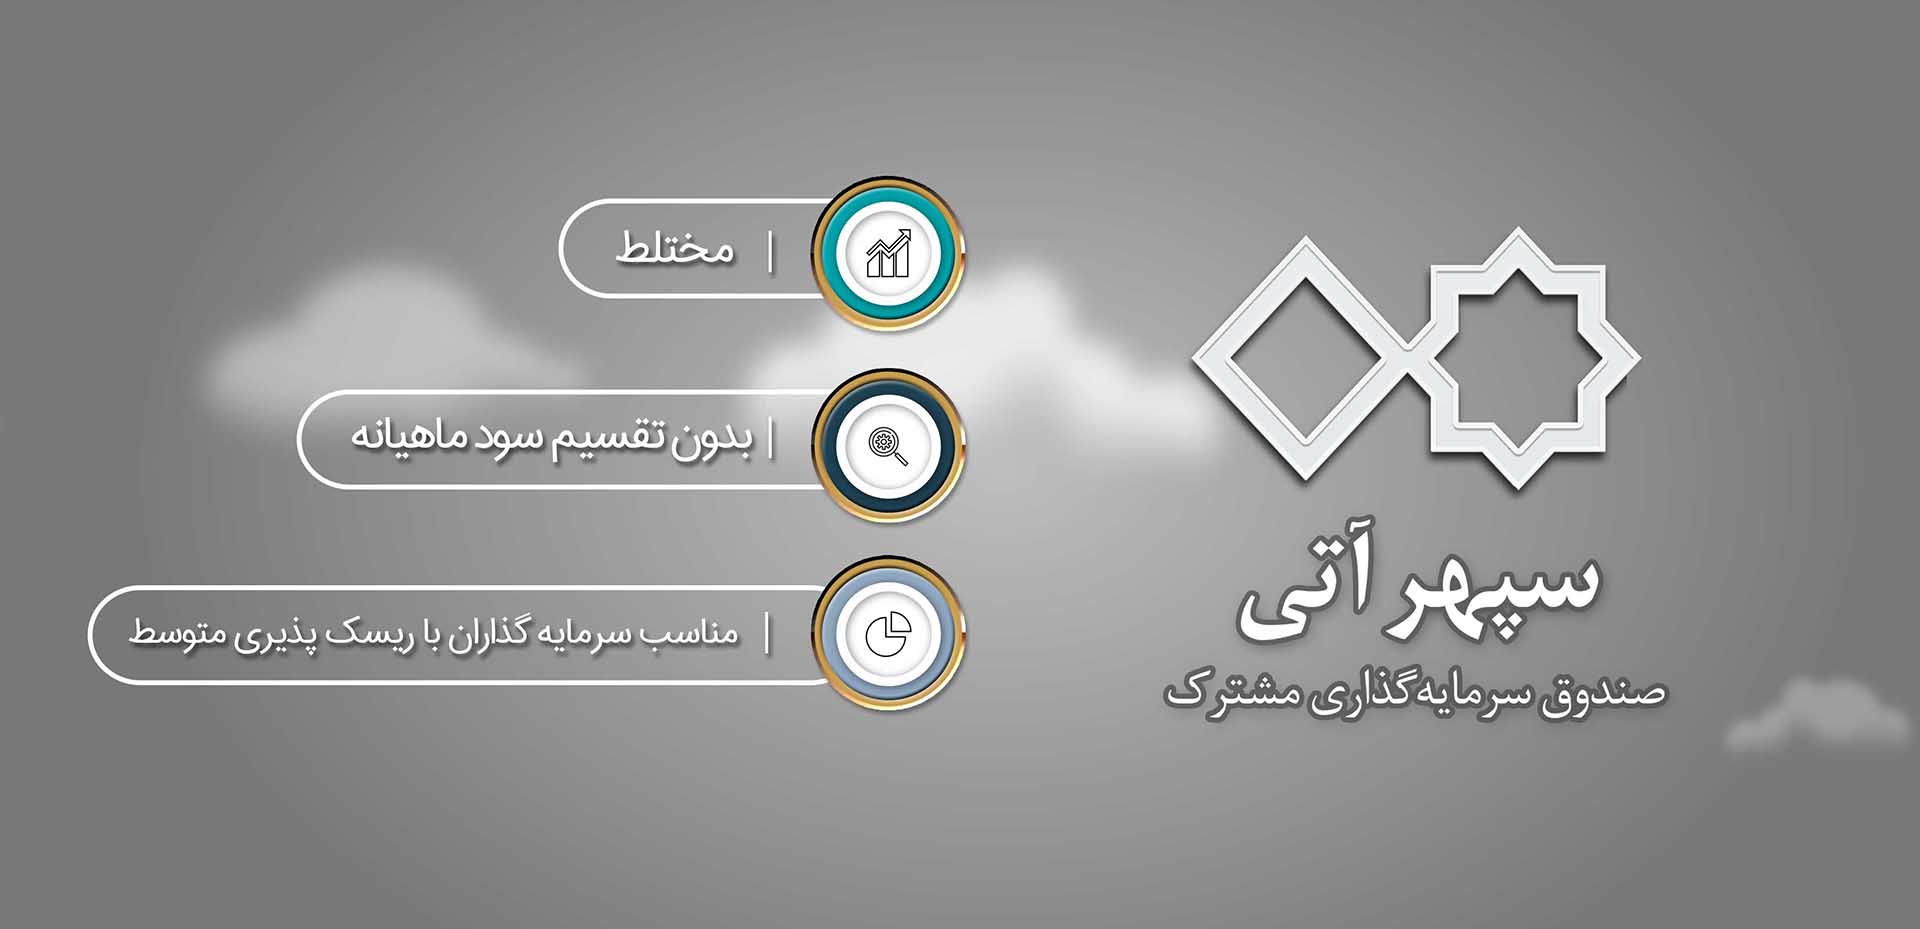 سپهر آتی
صندوق سرمایه‌گذاری مشترک
مختلط
بدون تقسیم سود ماهیانه
مناسب سرمایه گذاران با ریسک پذیری متوسط